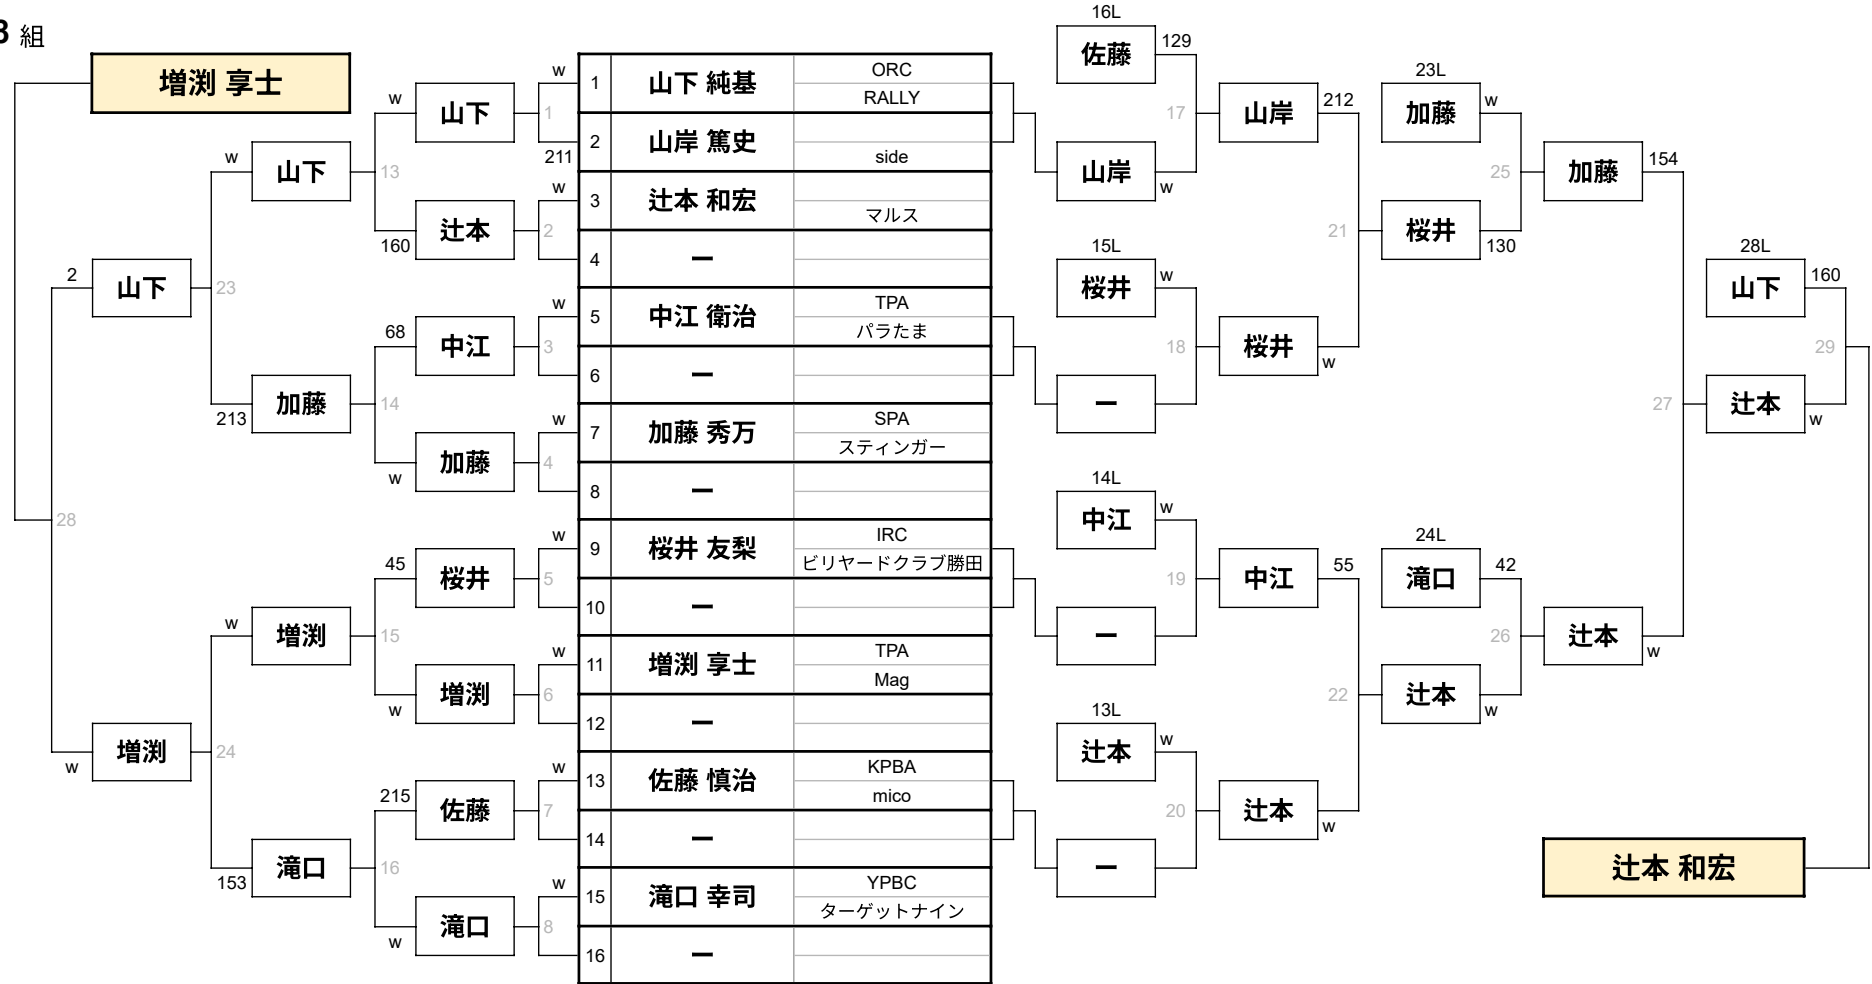 3 組
増渕 享士
w
山下
w
山下
13
w
辻本
160
2
山下
23
68
中江
加藤
14
213
加藤
w
28
45
桜井
w
増渕
15
増渕
w
増渕
w
24
215
佐藤
滝口
16
153
滝口
w
w
1
211
w
2
w
3
w
4
w
5
w
6
w
7
w
8
1 山下 純基 ORC
RALLY
2 山岸 篤史
side
3 辻本 和宏
マルス
4 ー
5 中江 衛治 TPA
パラたま
6 ー
7 加藤 秀万 SPA
スティンガー
8 ー
9 桜井 友梨 IRC
ビリヤードクラブ勝田
10 ー
11 増渕 享士 TPA
Mag
12 ー
13 佐藤 慎治 KPBA
mico
14 ー
15 滝口 幸司 YPBC
ターゲットナイン
16 ー
16L
佐藤
129
17
山岸
w
15L
桜井
w
18
ー
14L
中江
w
19
ー
13L
辻本
w
20
ー
山岸
212
21
桜井
w
中江
55
22
辻本
w
23L
加藤
w
25
桜井
130
24L
滝口
42
26
辻本
w
加藤
154
27
辻本
w
28L
山下
160
29
辻本
w
辻本 和宏